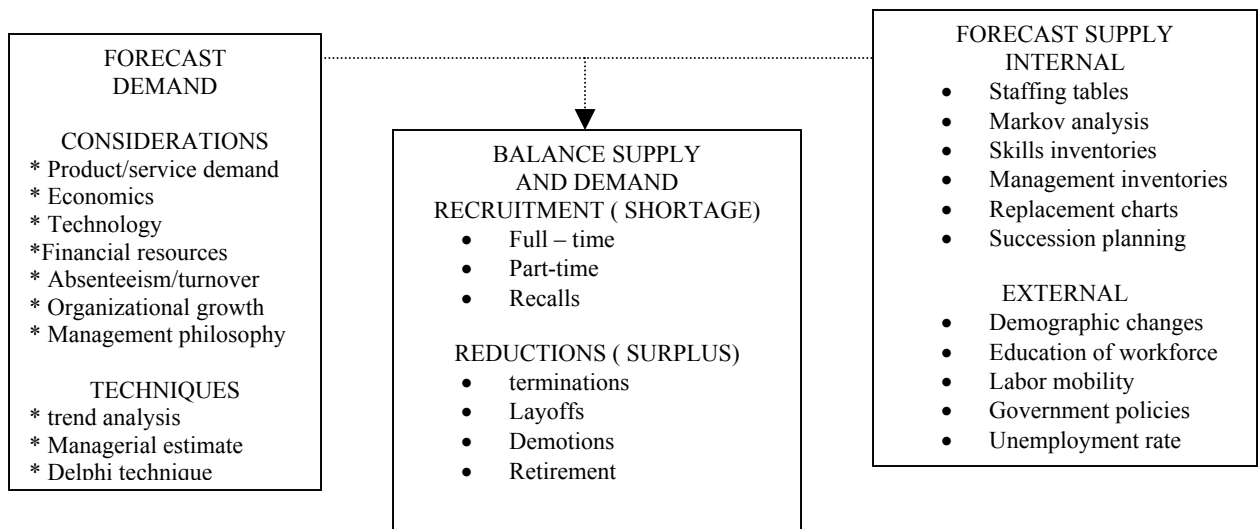 FORECAST
DEMAND
CONSIDERATIONS
* Product/service demand
* Economics
* Technology
*Financial resources
* Absenteeism/turnover
* Organizational growth
* Management philosophy
TECHNIQUES
* trend analysis
* Managerial estimate
* Delphi technique
BALANCE SUPPLY
AND DEMAND
RECRUITMENT ( SHORTAGE)
• Full – time
• Part-time
• Recalls
REDUCTIONS ( SURPLUS)
• terminations
• Layoffs
• Demotions
• Retirement
FORECAST SUPPLY
INTERNAL
• Staffing tables
• Markov analysis
• Skills inventories
• Management inventories
• Replacement charts
• Succession planning
EXTERNAL
• Demographic changes
• Education of workforce
• Labor mobility
• Government policies
• Unemployment rate